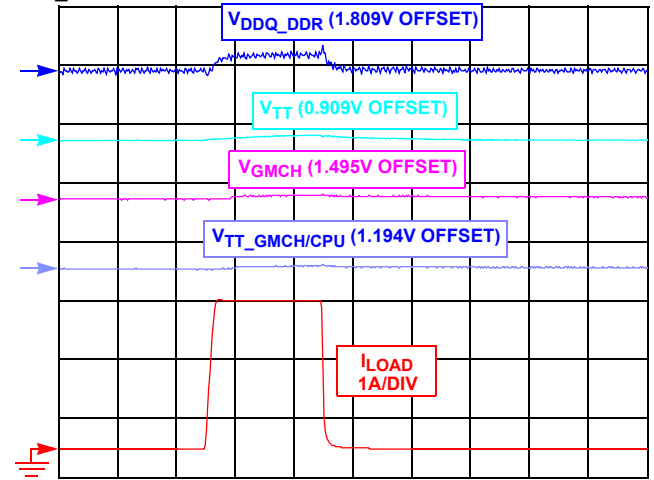 VDDQ_DDR (1.809V OFFSET)
VTT (0.909V OFFSET)
VGMCH (1.495V OFFSET)
VTT_GMCH/CPU (1.194V OFFSET)
ILOAD
1A/DIV